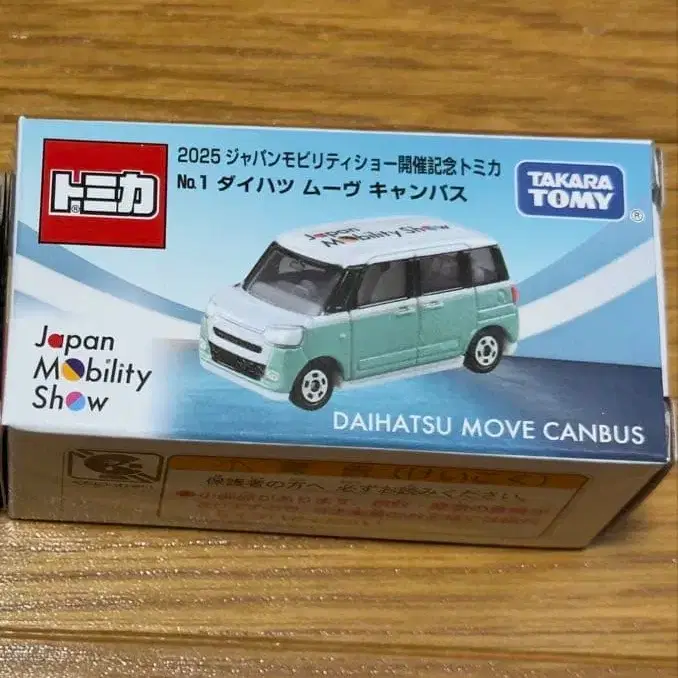 トミカ®
2025 ジャパンモビリティショー開催記念トミカ
No.1 ダイハツ ムーヴ キャンバス
TAKARA
TOMY®
Japan
Mobility Show
Japan
Mobility
Show
DAIHATSU MOVE CANBUS
保護者の方へ 必ずお読みください。